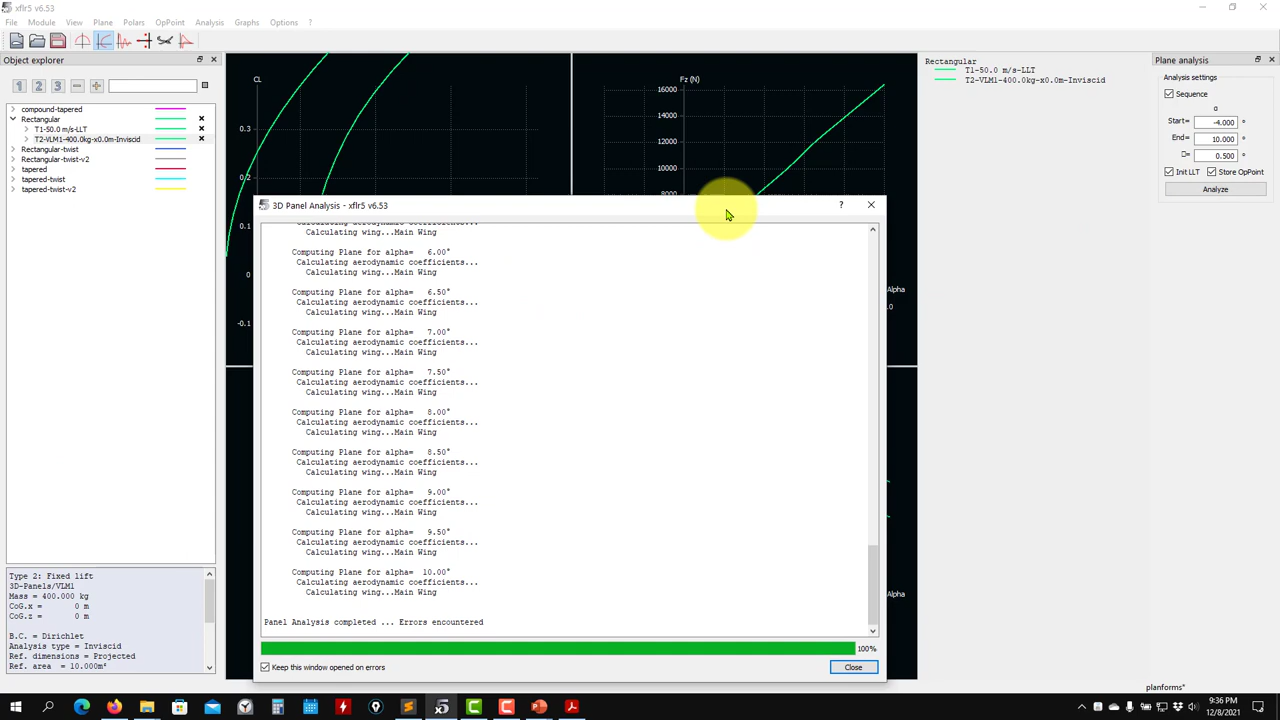 xflr5 v6.53
File Module View Plane Polars OpPoint Analysis Graphs Options ?
Object explorer
1 2 3
compound-tapered
Rectangular
T1-50.0 m/s-LLT
T2-VLM1-400.0kg-x0.0m-Inviscid
Rectangular-twist
Rectangular-twist-v2
tapered
tapered-twist
tapered-twist-v2
Type 2: Fixed lift
3D-Panels/VLM1
Mass = 400.000 kg
CoG.x = 0 m
CoG.z = 0 m
B.C. = Dirichlet
Analysis type = Inviscid
Ref. dimensions = Projected
Ref. area = 10.000m²
CL
0.3
0.2
0.1
0
-0.1
Fz (N)
16000
14000
12000
10000
8000
Alpha
.0
Alpha
3D Panel Analysis - xflr5 v6.53
? 
Calculating aerodynamic coefficients...
Calculating wing...Main Wing
Computing Plane for alpha= 6.00°
Calculating aerodynamic coefficients...
Calculating wing...Main Wing
Computing Plane for alpha= 6.50°
Calculating aerodynamic coefficients...
Calculating wing...Main Wing
Computing Plane for alpha= 7.00°
Calculating aerodynamic coefficients...
Calculating wing...Main Wing
Computing Plane for alpha= 7.50°
Calculating aerodynamic coefficients...
Calculating wing...Main Wing
Computing Plane for alpha= 8.00°
Calculating aerodynamic coefficients...
Calculating wing...Main Wing
Computing Plane for alpha= 8.50°
Calculating aerodynamic coefficients...
Calculating wing...Main Wing
Computing Plane for alpha= 9.00°
Calculating aerodynamic coefficients...
Calculating wing...Main Wing
Computing Plane for alpha= 9.50°
Calculating aerodynamic coefficients...
Calculating wing...Main Wing
Computing Plane for alpha= 10.00°
Calculating aerodynamic coefficients...
Calculating wing...Main Wing
Panel Analysis completed ... Errors encountered
100%
Keep this window opened on errors
Close
Rectangular
T1-50.0 m/s-LLT
T2-VLM1-400.0kg-x0.0m-Inviscid
Plane analysis
Analysis settings
Sequence
α
Start= -4.000 °
End= 10.000 °
= 0.500 °
Init LLT Store OpPoint
Analyze
planforms*
9:36 PM
12/8/2021